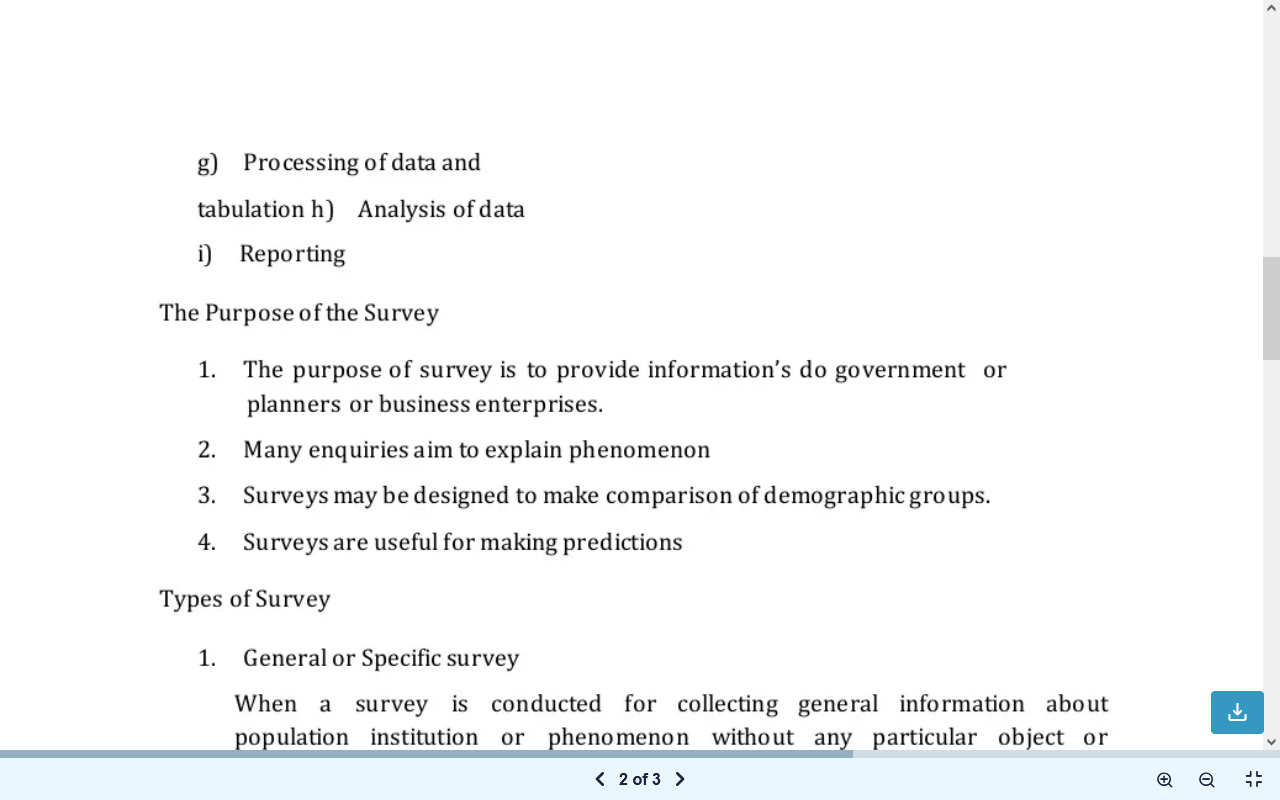 g) Processing of data and
tabulation h) Analysis of data
i) Reporting
The Purpose of the Survey
1. The purpose of survey is to provide information’s do government or
planners or business enterprises.
2. Many enquiries aim to explain phenomenon
3. Surveys may be designed to make comparison of demographic groups.
4. Surveys are useful for making predictions
Types of Survey
1. General or Specific survey
When a survey is conducted for collecting general information about
population institution or phenomenon without any particular object or
2 of 3